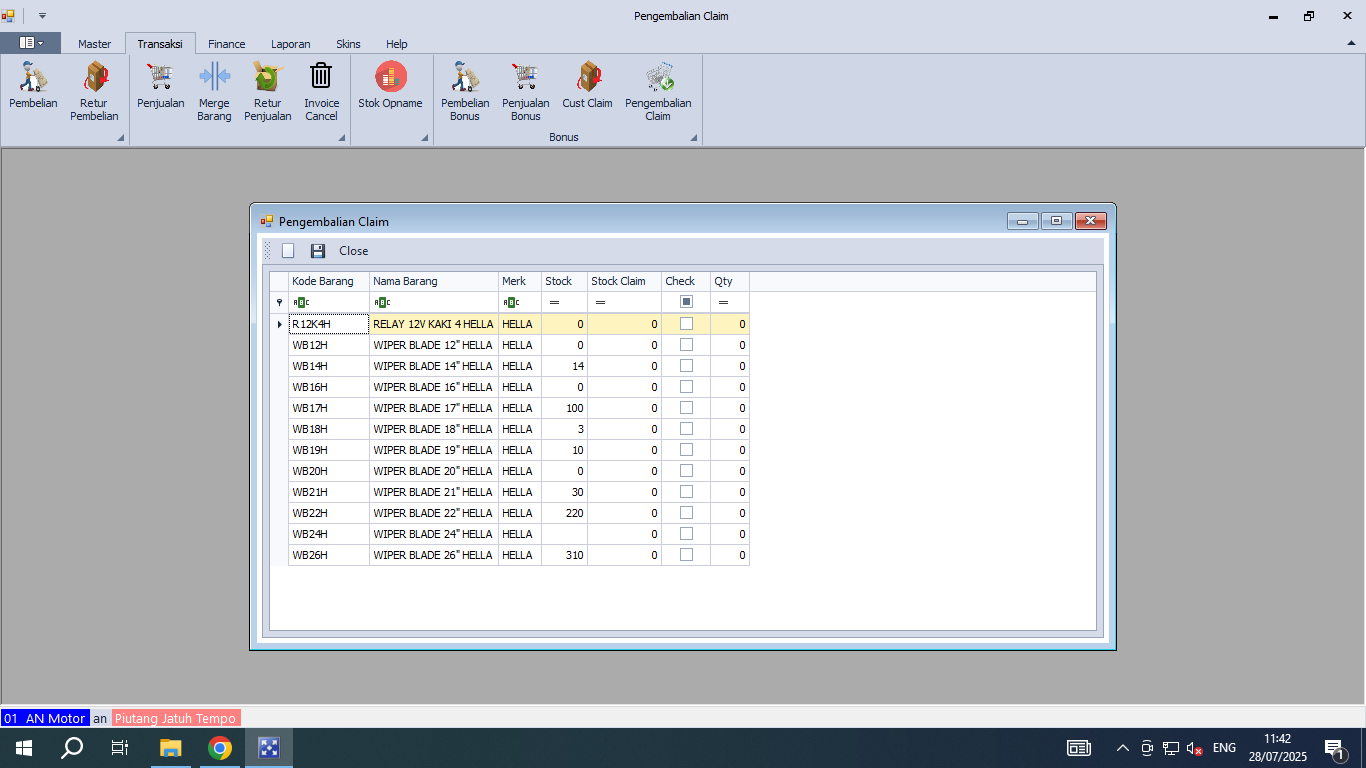 Pengembalian Claim
Master Transaksi Finance Laporan Skins Help
Pembelian
Retur Pembelian
Penjualan
Merge Barang
Retur Penjualan
Invoice Cancel
Stok Opname
Pembelian Bonus
Penjualan Bonus
Cust Claim
Pengembalian Claim
Bonus
Pengembalian Claim
Close
Kode Barang Nama Barang Merk Stock Stock Claim Check Qty
ABC ABC ABC = = =
R12K4H RELAY 12V KAKI 4 HELLA HELLA 0 0 0
WB12H WIPER BLADE 12" HELLA HELLA 0 0 0
WB14H WIPER BLADE 14" HELLA HELLA 14 0 0
WB16H WIPER BLADE 16" HELLA HELLA 0 0 0
WB17H WIPER BLADE 17" HELLA HELLA 100 0 0
WB18H WIPER BLADE 18" HELLA HELLA 3 0 0
WB19H WIPER BLADE 19" HELLA HELLA 10 0 0
WB20H WIPER BLADE 20" HELLA HELLA 0 0 0
WB21H WIPER BLADE 21" HELLA HELLA 30 0 0
WB22H WIPER BLADE 22" HELLA HELLA 220 0 0
WB24H WIPER BLADE 24" HELLA HELLA 0 0
WB26H WIPER BLADE 26" HELLA HELLA 310 0 0
01 AN Motor an Piutang Jatuh Tempo
ENG
11:42
28/07/2025
1